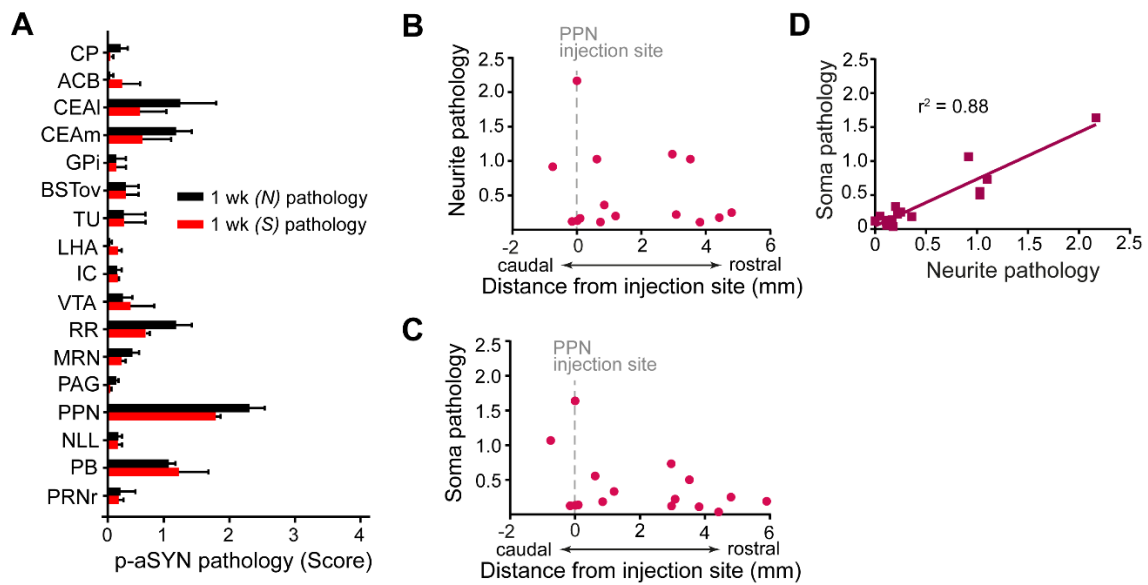 A
CP
ACB
CEAl
CEAm
GPi
BSTov
TU
LHA
IC
VTA
RR
MRN
PAG
PPN
NLL
PB
PRNr
1 wk (N) pathology
1 wk (S) pathology
0 1 2 3 4
p-aSYN pathology (Score)
B
PPN
injection site
Neurite pathology
2.5
2.0
1.5
1.0
0.5
-2 0 2 4 6
caudal rostral
Distance from injection site (mm)
C
PPN
injection site
Soma pathology
2.5
2.0
1.5
1.0
0.5
-2 0 2 4 6
caudal rostral
Distance from injection site (mm)
D
Soma pathology
2.5
2.0
1.5
1.0
0.5
0
r² = 0.88
0 0.5 1.0 1.5 2.0 2.5
Neurite pathology